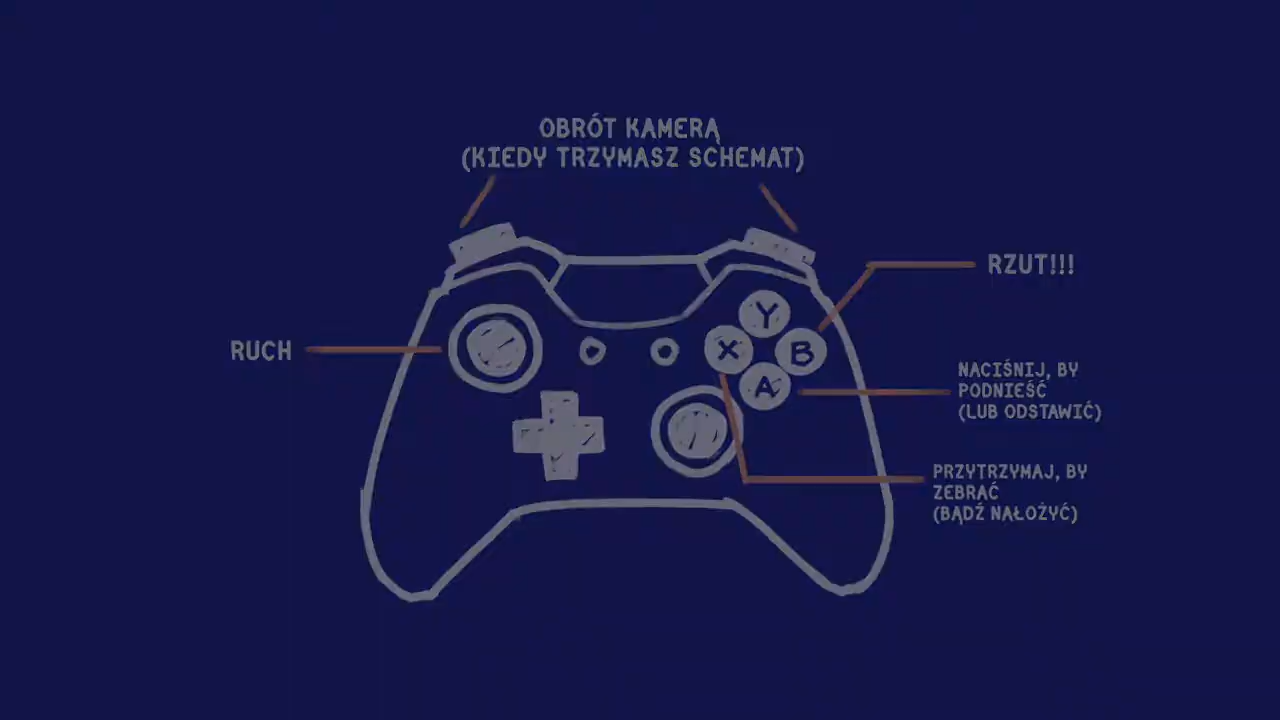 OBRÓT KAMERĄ
(KIEDY TRZYMASZ SCHEMAT)
RZUT!!!
Y
X
B
A
RUCH
NACIŚNIJ, BY
PODNIEŚĆ
(LUB ODSTAWIĆ)
PRZYTRZYMAJ, BY
ZEBRAĆ
(BĄDŹ NAŁOŻYĆ)